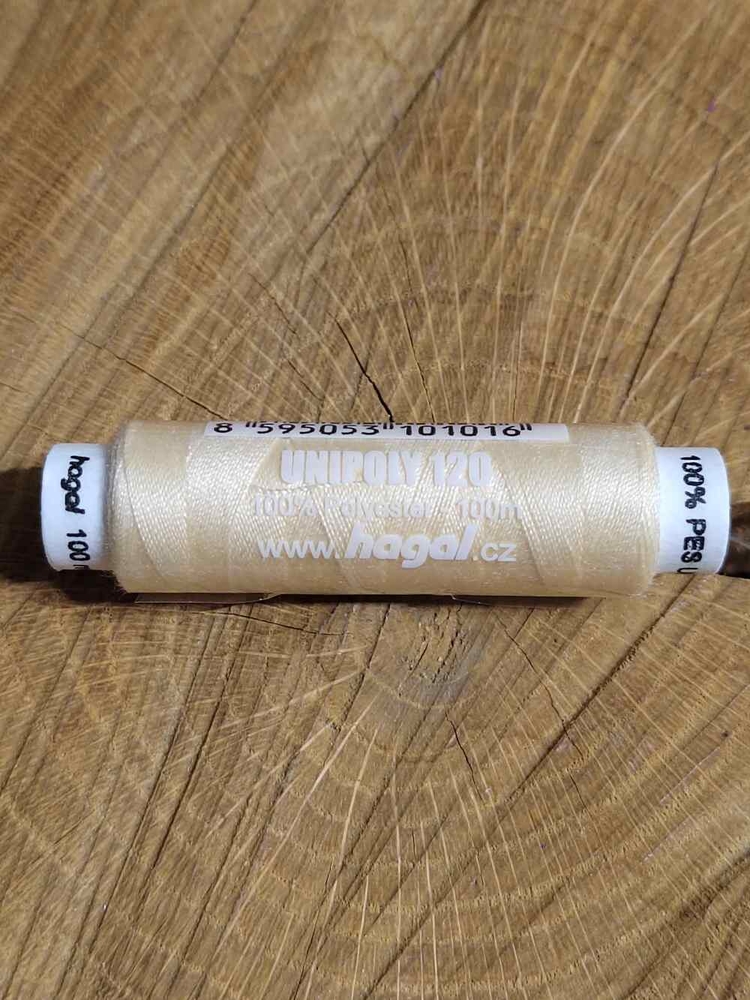 8 "595053"101016"
UNIPOLY 120
100% Polyester 100m
www.hagal.cz
hagal 100
100% PES